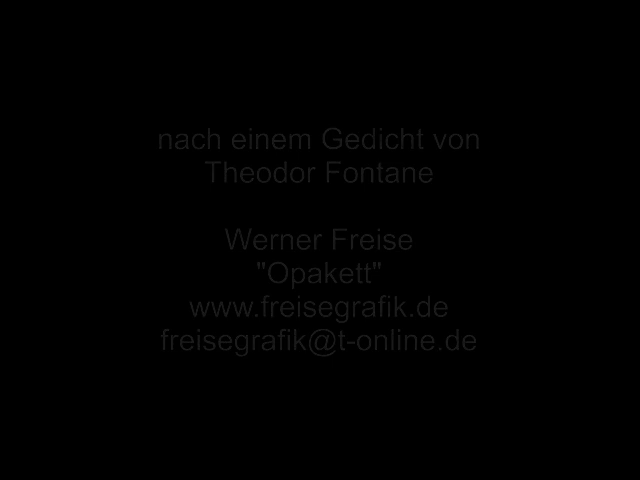 nach einem Gedicht von
Theodor Fontane
Werner Freise
"Opakett"
www.freisegrafik.de
freisegrafik@t-online.de